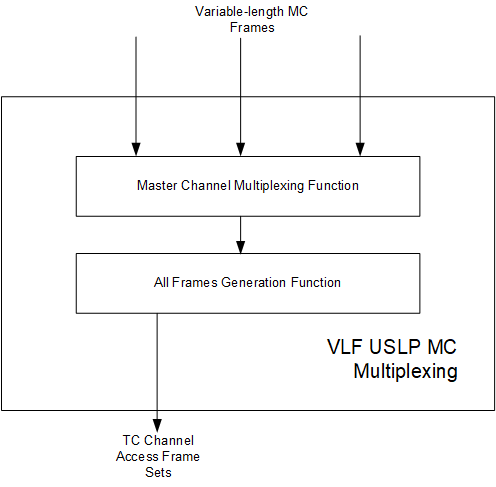 Variable-length MC
Frames
Master Channel Multiplexing Function
All Frames Generation Function
VLF USLP MC
Multiplexing
TC Channel
Access Frame
Sets